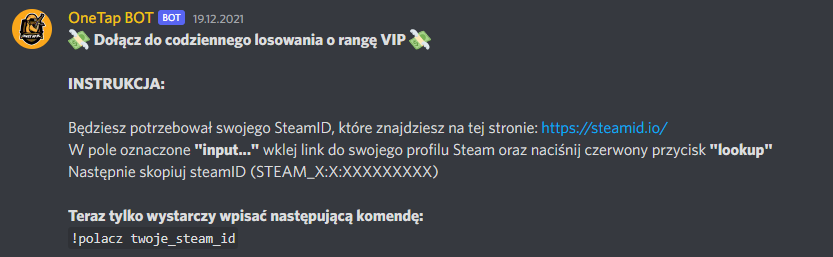 OneTap BOT BOT 19.12.2021
💸 Dołącz do codziennego losowania o rangę VIP 💸
INSTRUKCJA:
Będziesz potrzebował swojego SteamID, które znajdziesz na tej stronie: https://steamid.io/
W pole oznaczone "input..." wklej link do swojego profilu Steam oraz naciśnij czerwony przycisk "lookup"
Następnie skopiuj steamID (STEAM_X:X:XXXXXXXXX)
Teraz tylko wystarczy wpisać następującą komendę:
!polacz twoje_steam_id